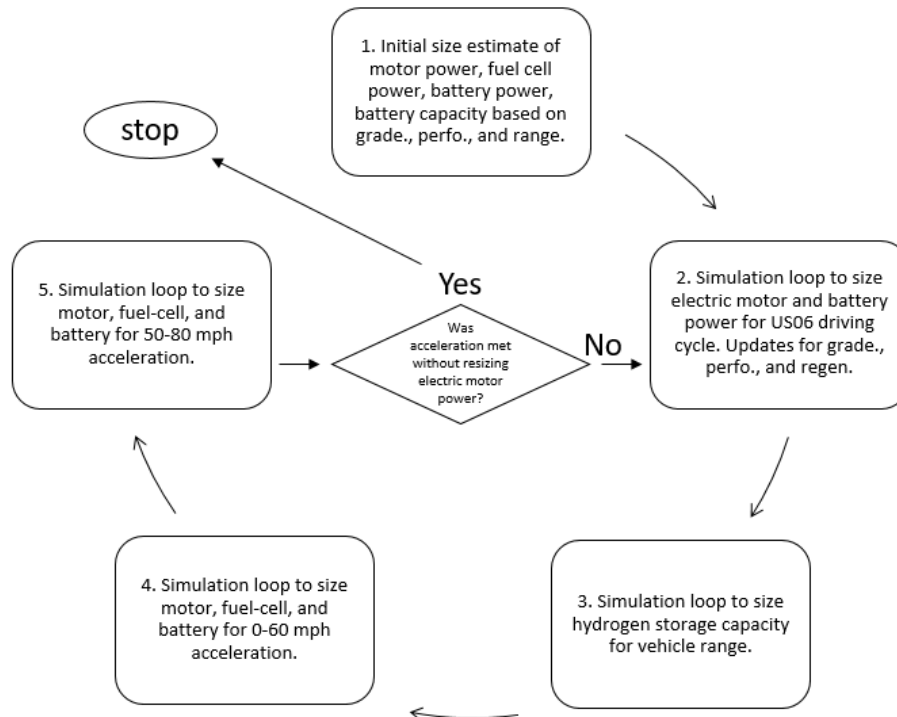 1. Initial size estimate of
motor power, fuel cell
power, battery power,
battery capacity based on
grade., perfo., and range.
stop
5. Simulation loop to size
motor, fuel-cell, and
battery for 50-80 mph
acceleration.
Yes
Was
acceleration met
without resizing
electric motor
power?
No
2. Simulation loop to size
electric motor and battery
power for US06 driving
cycle. Updates for grade.,
perfo., and regen.
4. Simulation loop to size
motor, fuel-cell, and
battery for 0-60 mph
acceleration.
3. Simulation loop to size
hydrogen storage capacity
for vehicle range.